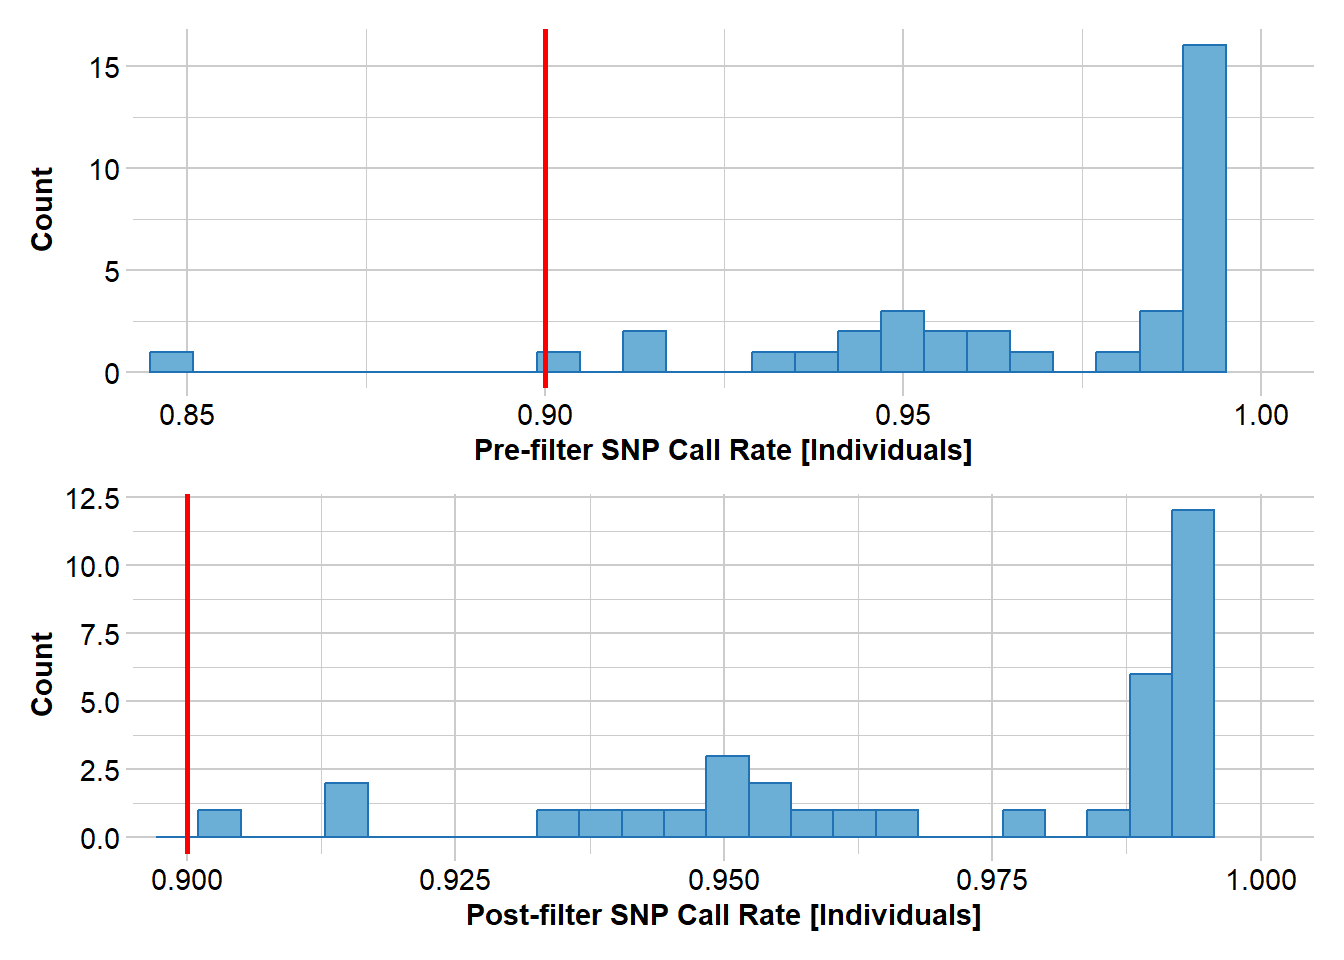 15
10
5
0
Count
0.85 0.90 0.95 1.00
Pre-filter SNP Call Rate [Individuals]
12.5
10.0
7.5
5.0
2.5
0.0
Count
0.900 0.925 0.950 0.975 1.000
Post-filter SNP Call Rate [Individuals]